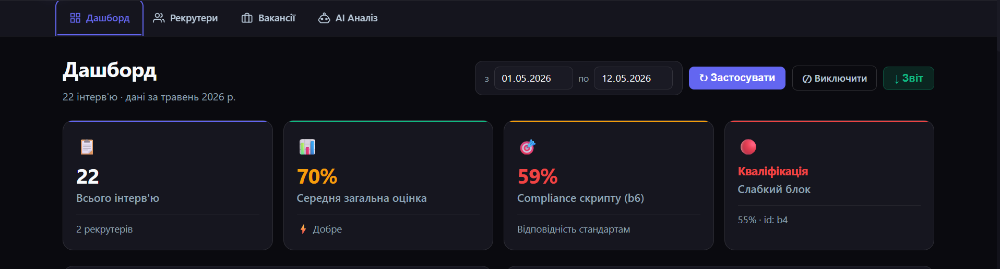 Дашборд
Рекрутери
Вакансії
AI Аналіз
Дашборд
22 інтерв'ю · дані за травень 2026 р.
з
01.05.2026
по
12.05.2026
↻ Застосувати
Виключити
↓ Звіт
22
Всього інтерв'ю
2 рекрутерів
70%
Середня загальна оцінка
Добре
59%
Compliance скрипту (b6)
Відповідність стандартам
Кваліфікація
Слабкий блок
55% · id: b4